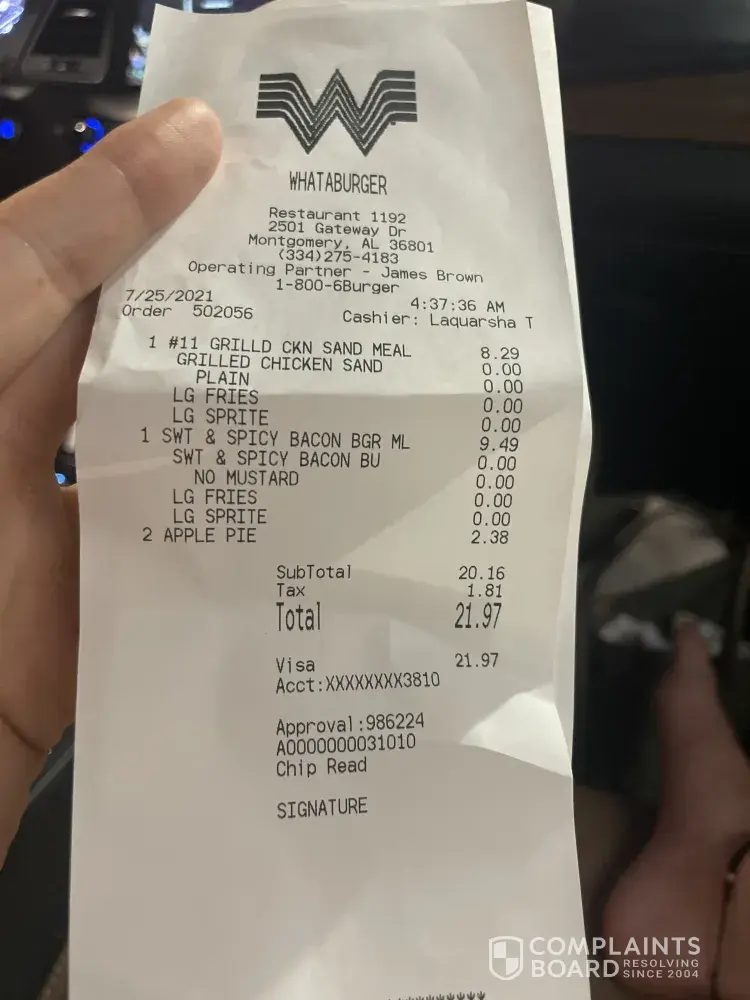 WHATABURGER
Restaurant 1192
2501 Gateway Dr
Montgomery, AL 36801
(334)275-4183
Operating Partner - James Brown
1-800-6Burger
7/25/2021 4:37:36 AM
Order 502056 Cashier: Laquarsha T
1 #11 GRILLD CKN SAND MEAL 8.29
GRILLED CHICKEN SAND 0.00
PLAIN 0.00
LG FRIES 0.00
LG SPRITE 0.00
1 SWT & SPICY BACON BGR ML 9.49
SWT & SPICY BACON BU 0.00
NO MUSTARD 0.00
LG FRIES 0.00
LG SPRITE 0.00
2 APPLE PIE 2.38
SubTotal 20.16
Tax 1.81
Total 21.97
Visa 21.97
Acct:XXXXXXXX3810
Approval:986224
A0000000031010
Chip Read
SIGNATURE
COMPLAINTS
BOARD RESOLVING
SINCE 2004